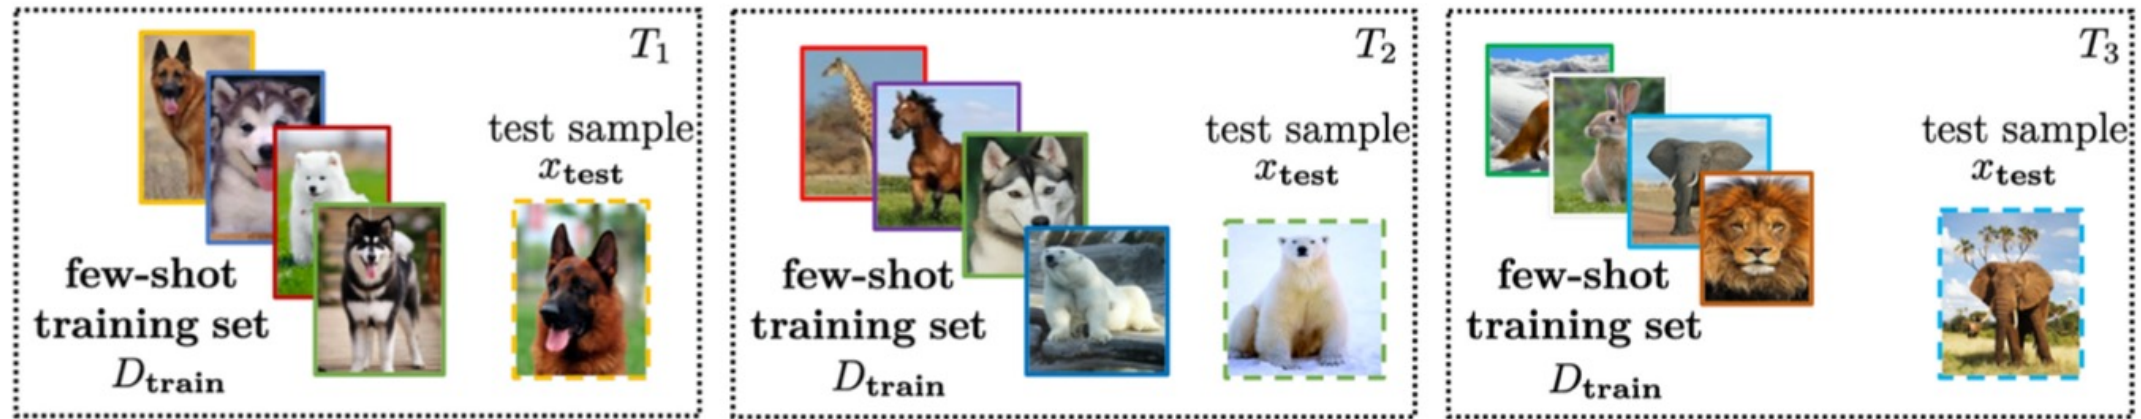 T1
test sample
xtest
few-shot
training set
Dtrain
T2
test sample
xtest
few-shot
training set
Dtrain
T3
test sample
xtest
few-shot
training set
Dtrain